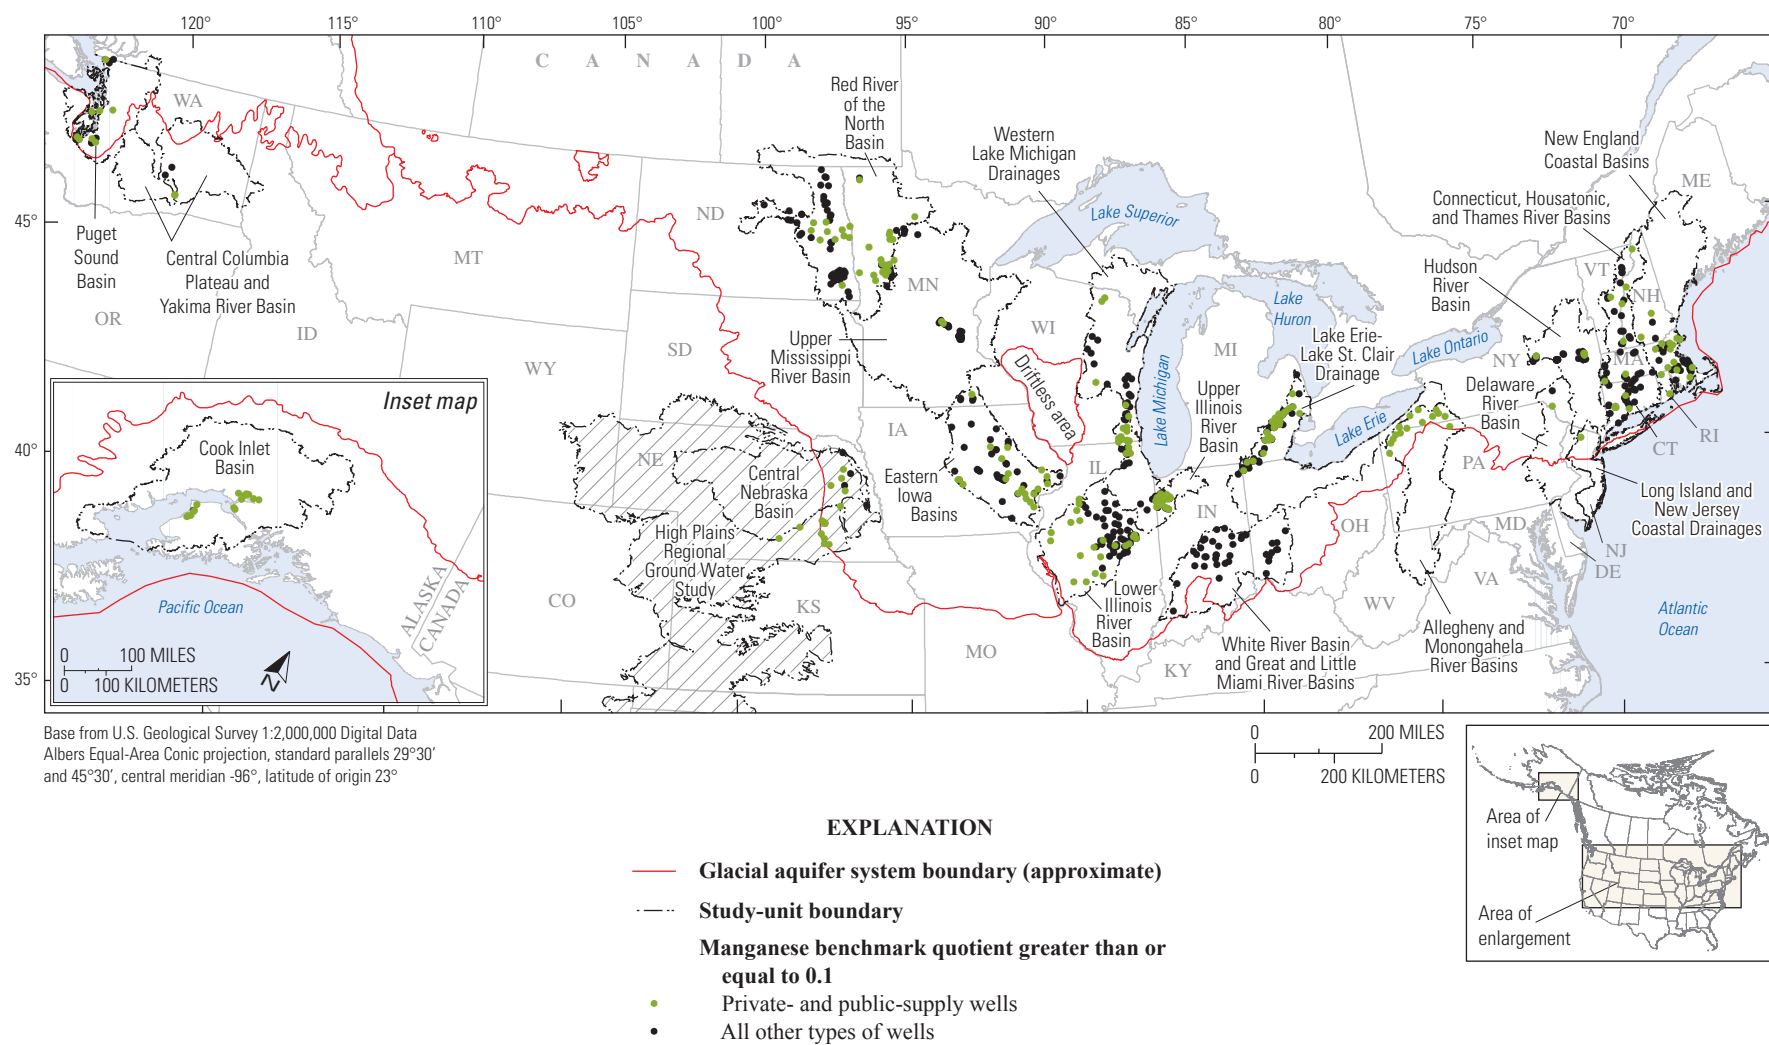 120°
115°
110°
105°
100°
95°
90°
85°
80°
75°
70°
45°
40°
35°
C A N A D A
WA
OR
ID
MT
WY
CO
ND
SD
NE
KS
MN
IA
MO
WI
IL
MI
IN
OH
KY
WV
VA
PA
NY
VT
NH
ME
MA
CT
RI
NJ
MD
DE
Puget
Sound
Basin
Central Columbia
Plateau and
Yakima River Basin
Red River
of the
North
Basin
Western
Lake Michigan
Drainages
New England
Coastal Basins
Connecticut, Housatonic,
and Thames River Basins
Hudson
River
Basin
Lake Superior
Lake
Huron
Lake Michigan
Lake Erie
Lake Ontario
Lake Erie-
Lake St. Clair
Drainage
Upper
Mississippi
River Basin
Driftless area
Upper
Illinois
River
Basin
Delaware
River
Basin
Eastern
Iowa
Basins
Central
Nebraska
Basin
High Plains
Regional
Ground Water
Study
Lower
Illinois
River
Basin
White River Basin
and Great and Little
Miami River Basins
Allegheny and
Monongahela
River Basins
Long Island and
New Jersey
Coastal Drainages
Atlantic
Ocean
Inset map
Cook Inlet
Basin
Pacific Ocean
ALASKA
CANADA
0 100 MILES
0 100 KILOMETERS
N
Base from U.S. Geological Survey 1:2,000,000 Digital Data
Albers Equal-Area Conic projection, standard parallels 29°30′
and 45°30′, central meridian -96°, latitude of origin 23°
0 200 MILES
0 200 KILOMETERS
Area of
inset map
Area of
enlargement
EXPLANATION
Glacial aquifer system boundary (approximate)
Study-unit boundary
Manganese benchmark quotient greater than or
equal to 0.1
Private- and public-supply wells
All other types of wells